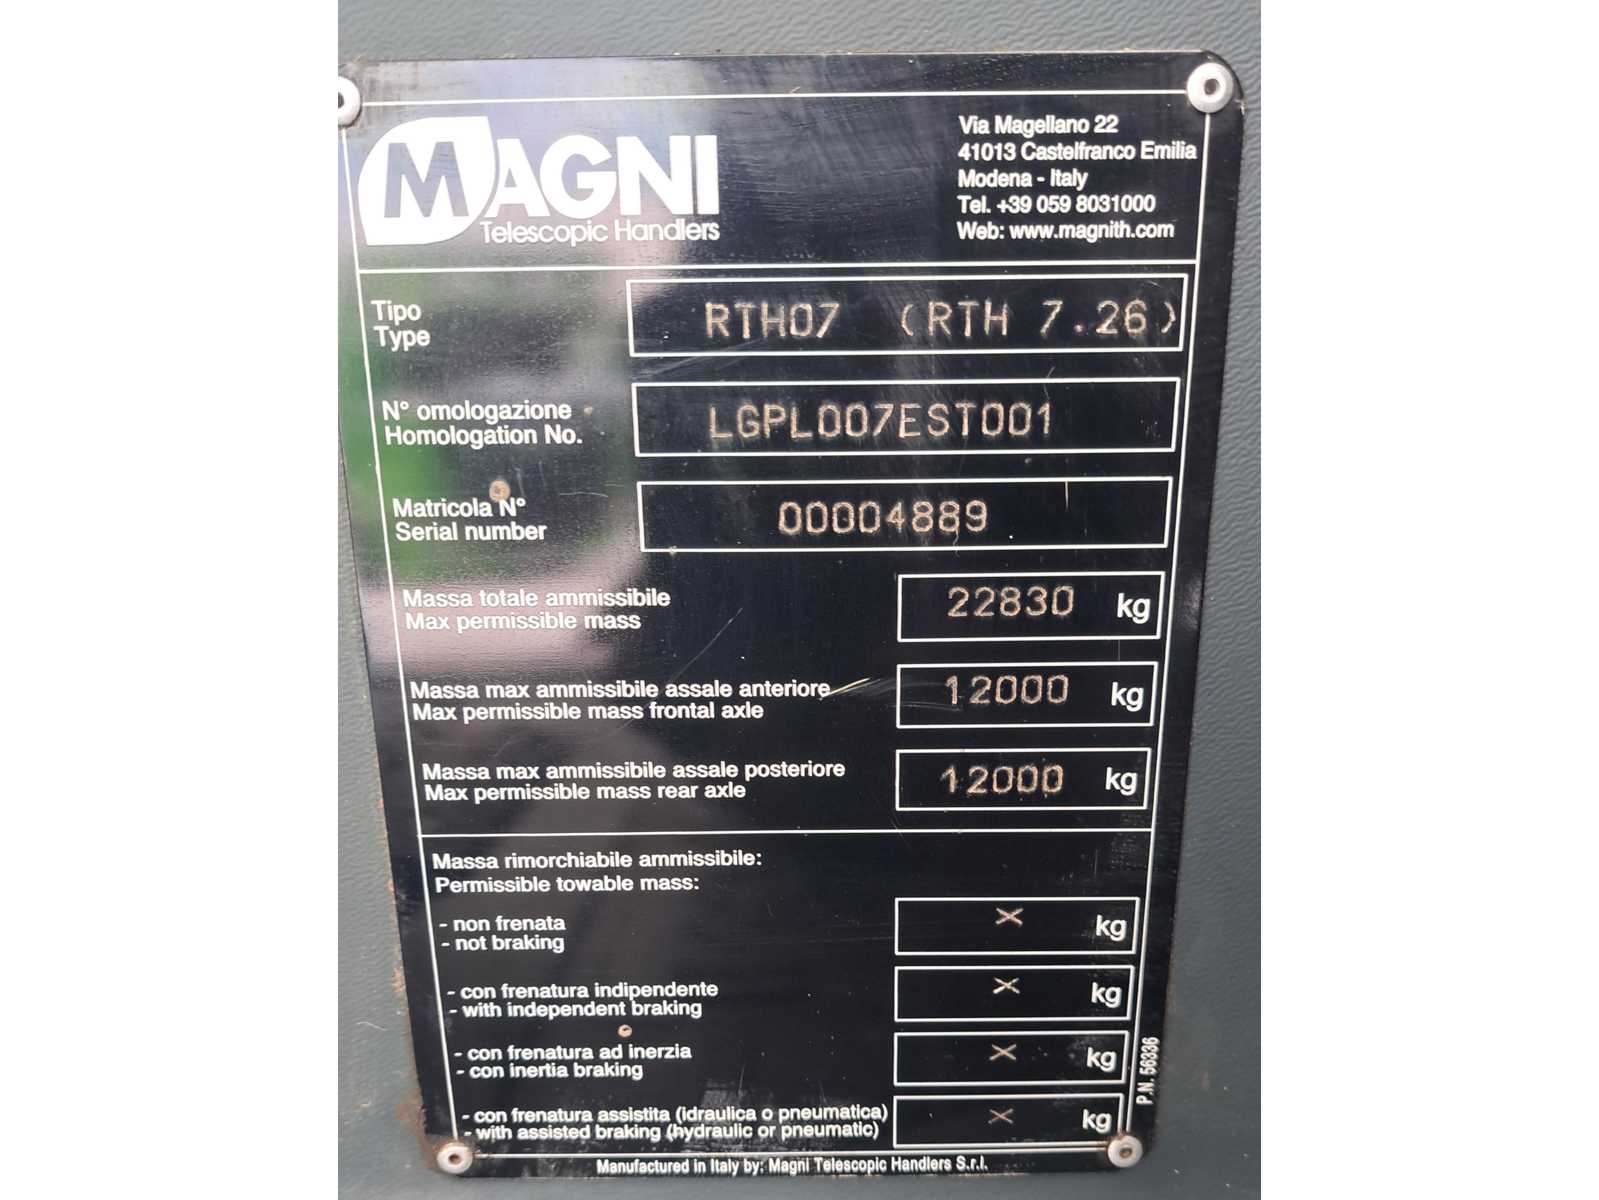 MAGNI
Telescopic Handlers
Via Magellano 22
41013 Castelfranco Emilia
Modena - Italy
Tel. +39 059 8031000
Web: www.magnith.com
Tipo
Type
RTH07 (RTH 7.26)
N° omologazione
Homologation No.
LGPL007EST001
Matricola N°
Serial number
00004889
Massa totale ammissibile
Max permissible mass
22830 kg
Massa max ammissibile assale anteriore
Max permissible mass frontal axle
12000 kg
Massa max ammissibile assale posteriore
Max permissible mass rear axle
12000 kg
Massa rimorchiabile ammissibile:
Permissible towable mass:
- non frenata
- not braking
X kg
- con frenatura indipendente
- with independent braking
X kg
- con frenatura ad inerzia
- con inertia braking
X kg
- con frenatura assistita (idraulica o pneumatica)
- with assisted braking (hydraulic or pneumatic)
X kg
P.N. 56336
Manufactured in Italy by: Magni Telescopic Handlers S.r.l.